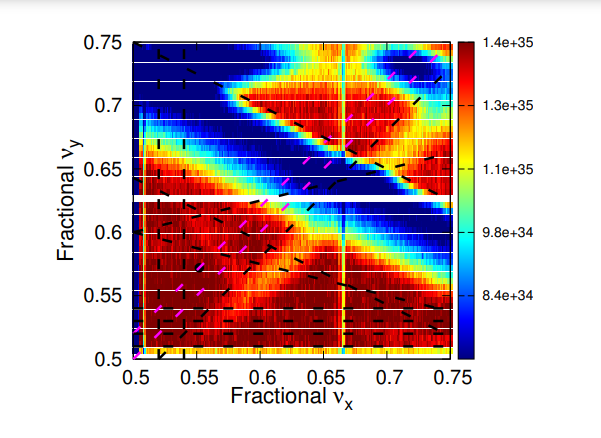 0.75
0.7
0.65
0.6
0.55
0.5
Fractional νy
0.5 0.55 0.6 0.65 0.7 0.75
Fractional νx
1.4e+35
1.3e+35
1.1e+35
9.8e+34
8.4e+34